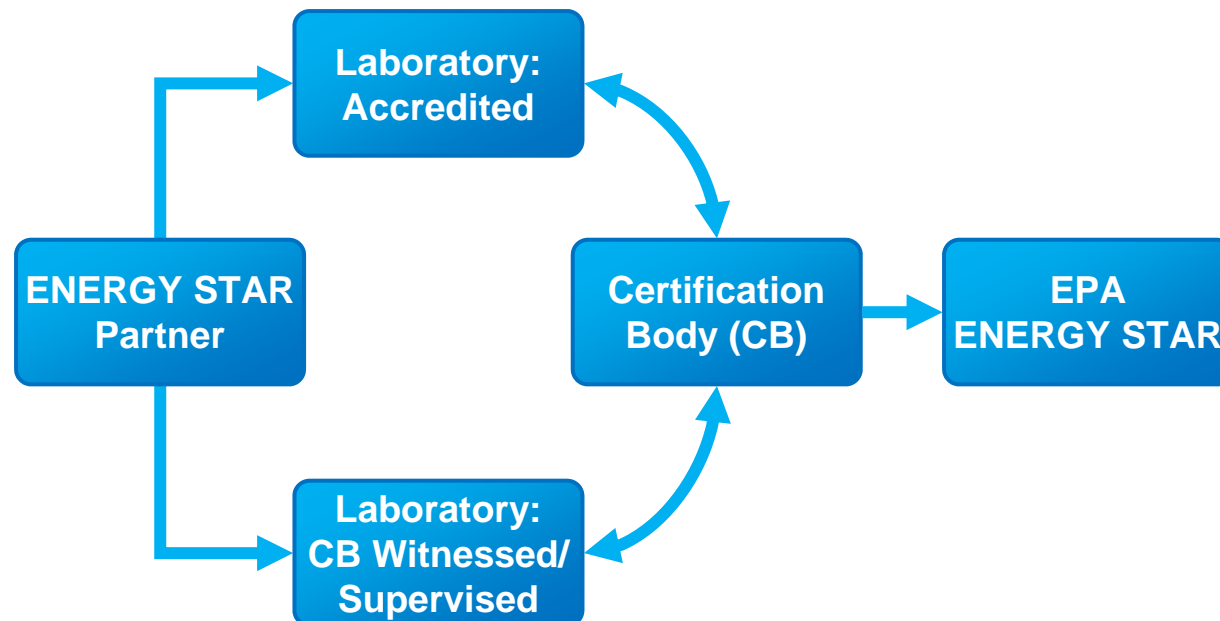 Laboratory:
Accredited
ENERGY STAR
Partner
Certification
Body (CB)
EPA
ENERGY STAR
Laboratory:
CB Witnessed/
Supervised